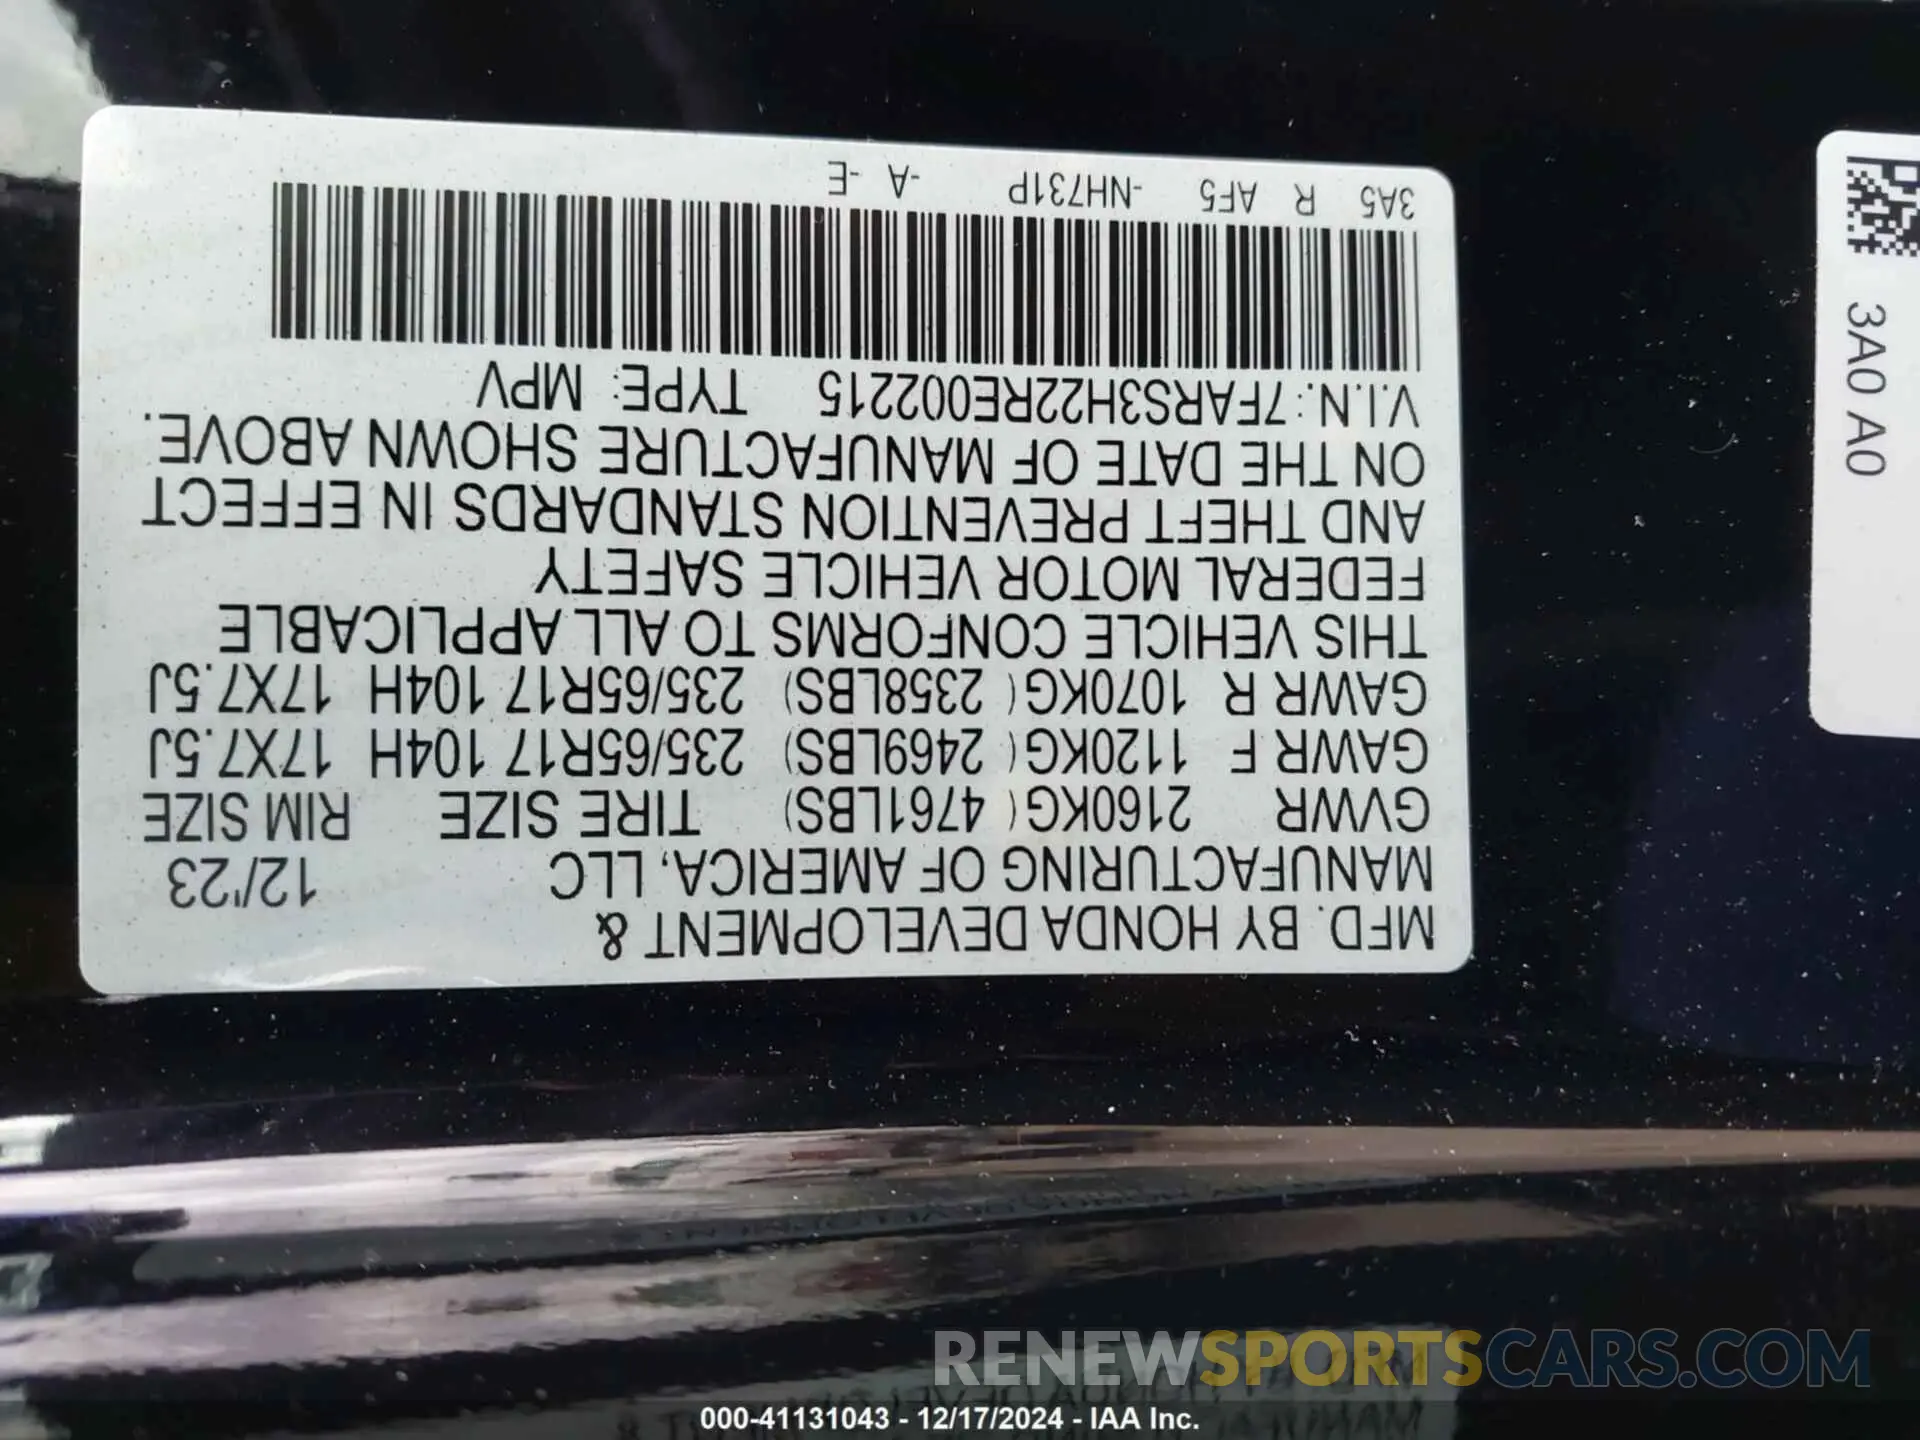 MFD. BY HONDA DEVELOPMENT &
MANUFACTURING OF AMERICA, LLC 12/'23
GVWR 2160KG (4761LBS) TIRE SIZE RIM SIZE
GAWR F 1120KG (2469LBS) 235/65R17 104H 17X7.5J
GAWR R 1070KG (2358LBS) 235/65R17 104H 17X7.5J
THIS VEHICLE CONFORMS TO ALL APPLICABLE
FEDERAL MOTOR VEHICLE SAFETY
AND THEFT PREVENTION STANDARDS IN EFFECT
ON THE DATE OF MANUFACTURE SHOWN ABOVE.
V.I.N.: 7FARS3H22RE002215 TYPE: MPV
3A5 R AF5 -NH731P -A -E
3A0 A0
RENEWSPORTSCARS.COM
000-41131043 - 12/17/2024 - IAA Inc.